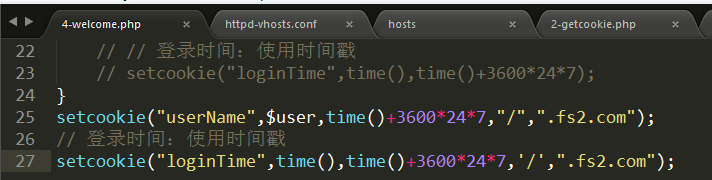 4-welcome.php httpd-vhosts.conf hosts 2-getcookie.php
22 // // 登录时间：使用时间戳
23 // setcookie("loginTime",time(),time()+3600*24*7);
24 }
25 setcookie("userName",$user,time()+3600*24*7,"/",".fs2.com");
26 // 登录时间：使用时间戳
27 setcookie("loginTime",time(),time()+3600*24*7,'/',".fs2.com");